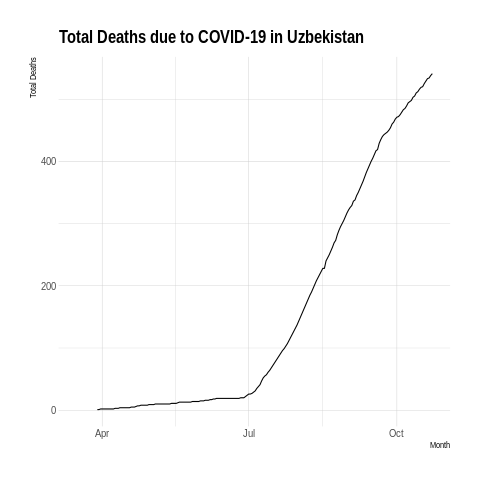 Total Deaths due to COVID-19 in Uzbekistan
Total Deaths
400
200
0
Apr
Jul
Oct
Month